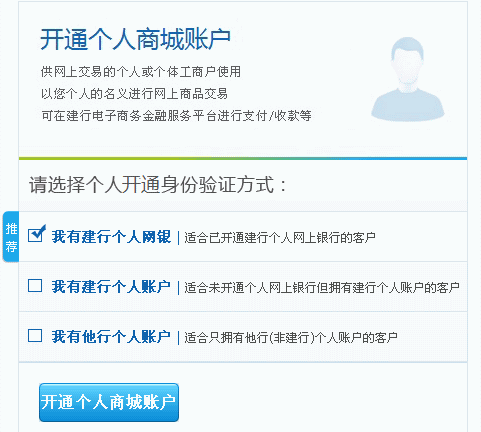 开通个人商城账户
供网上交易的个人或个体工商户使用
以您个人的名义进行网上商品交易
可在建行电子商务金融服务平台进行支付/收款等
请选择个人开通身份验证方式：
推荐
我有建行个人网银 | 适合已开通建行个人网上银行的客户
我有建行个人账户 | 适合未开通个人网上银行但拥有建行个人账户的客户
我有他行个人账户 | 适合只拥有他行(非建行)个人账户的客户
开通个人商城账户